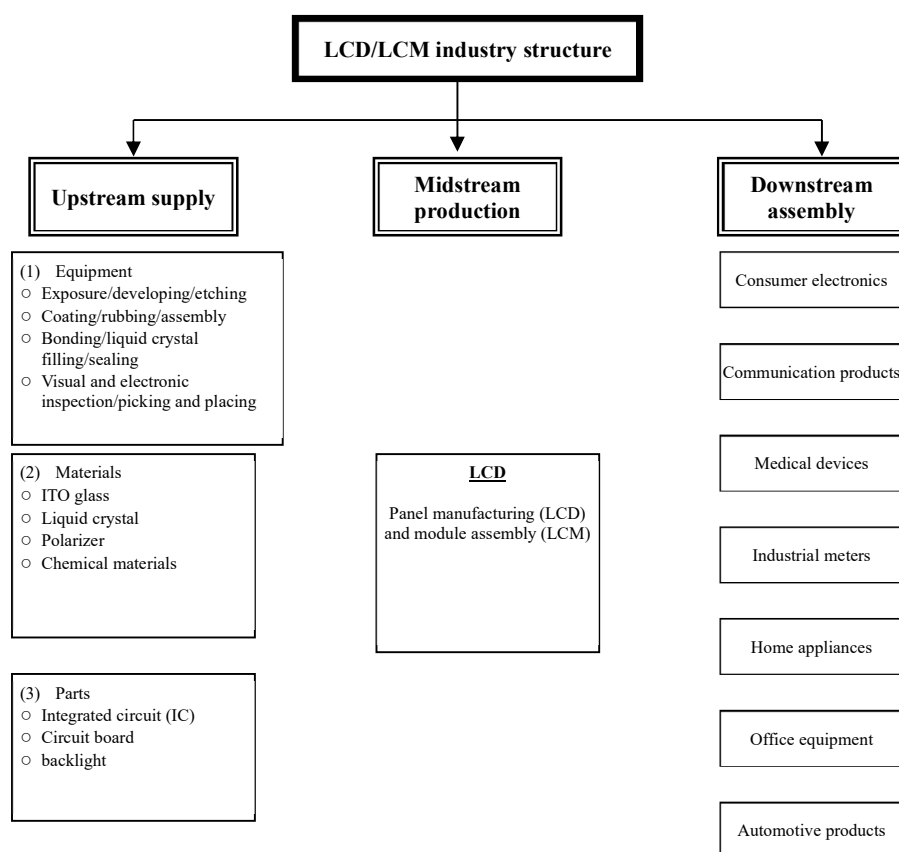 LCD/LCM industry structure
Upstream supply
Midstream
production
Downstream
assembly
(1) Equipment
○ Exposure/developing/etching
○ Coating/rubbing/assembly
○ Bonding/liquid crystal
filling/sealing
○ Visual and electronic
inspection/picking and placing
(2) Materials
○ ITO glass
○ Liquid crystal
○ Polarizer
○ Chemical materials
(3) Parts
○ Integrated circuit (IC)
○ Circuit board
○ backlight
LCD
Panel manufacturing (LCD)
and module assembly (LCM)
Consumer electronics
Communication products
Medical devices
Industrial meters
Home appliances
Office equipment
Automotive products